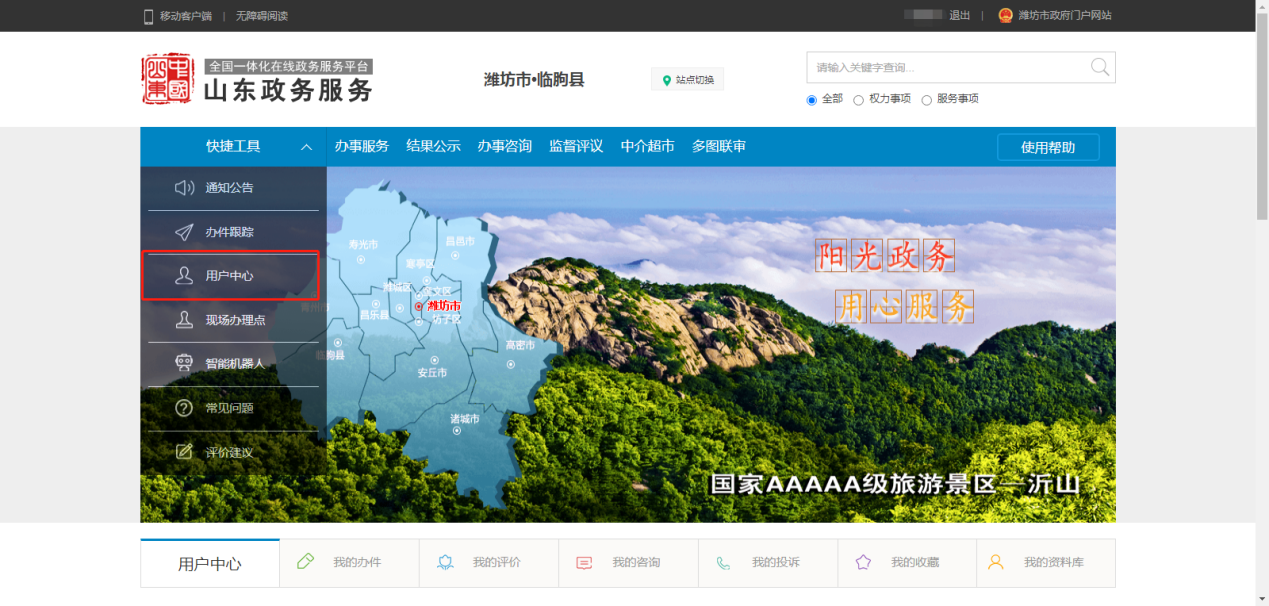 移动客户端 | 无障碍阅读
退出 | 潍坊市政府门户网站
全国一体化在线政务服务平台
山东政务服务
潍坊市•临朐县
站点切换
请输入关键字查询...
全部 权力事项 服务事项
快捷工具 办事服务 结果公示 办事咨询 监督评议 中介超市 多图联审 使用帮助
通知公告
办件跟踪
用户中心
现场办理点
智能机器人
常见问题
评价建议
寿光市
昌邑市
寒亭区
潍城区
奎文区
潍坊市
青州市
昌乐县
坊子区
临朐县
高密市
安丘市
诸城市
阳光政务
用心服务
国家AAAAA级旅游景区—沂山
用户中心 我的办件 我的评价 我的咨询 我的投诉 我的收藏 我的资料库